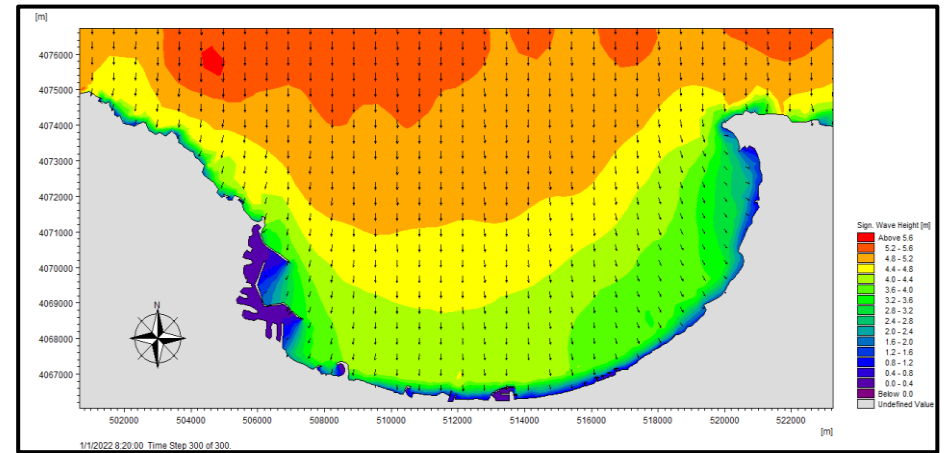 [m]
4076000
4075000
4074000
4073000
4072000
4071000
4070000
4069000
4068000
4067000
N
502000 504000 506000 508000 510000 512000 514000 516000 518000 520000 522000
[m]
Sign. Wave Height [m]
Above 5.6
5.2 - 5.6
4.8 - 5.2
4.4 - 4.8
4.0 - 4.4
3.6 - 4.0
3.2 - 3.6
2.8 - 3.2
2.4 - 2.8
2.0 - 2.4
1.6 - 2.0
1.2 - 1.6
0.8 - 1.2
0.4 - 0.8
0.0 - 0.4
Below 0.0
Undefined Value
1/1/2022 8:20:00 Time Step 300 of 300.